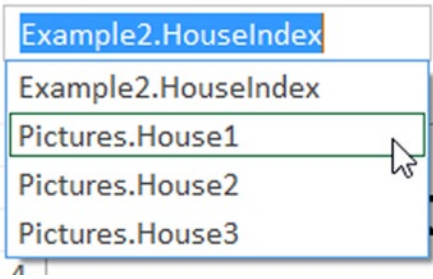 Example2.HouseIndex
Example2.HouseIndex
Pictures.House1
Pictures.House2
Pictures.House3